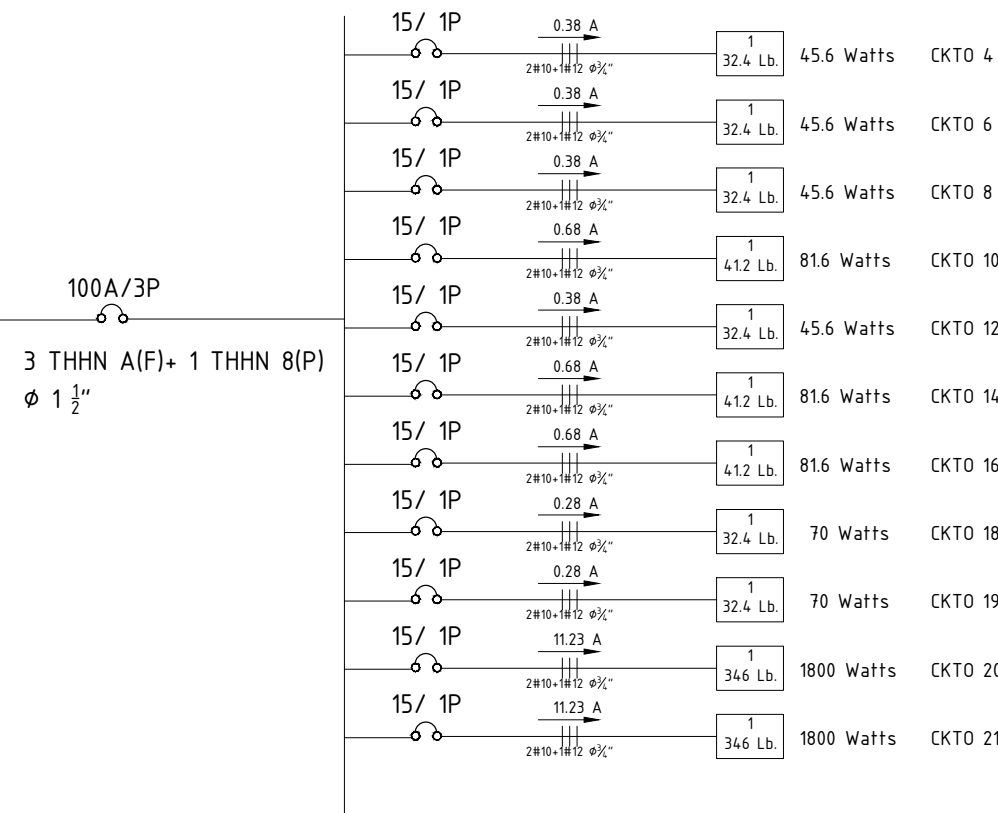 15/ 1P
0.38 A
2#10+1#12 ϕ¾"
1
32.4 Lb.
45.6 Watts
CKTO 4
15/ 1P
0.38 A
2#10+1#12 ϕ¾"
1
32.4 Lb.
45.6 Watts
CKTO 6
15/ 1P
0.38 A
2#10+1#12 ϕ¾"
1
32.4 Lb.
45.6 Watts
CKTO 8
15/ 1P
0.68 A
2#10+1#12 ϕ¾"
1
41.2 Lb.
81.6 Watts
CKTO 10
100A/3P
3 THHN A(F)+ 1 THHN 8(P)
ϕ 1 ½"
15/ 1P
0.38 A
2#10+1#12 ϕ¾"
1
32.4 Lb.
45.6 Watts
CKTO 12
15/ 1P
0.68 A
2#10+1#12 ϕ¾"
1
41.2 Lb.
81.6 Watts
CKTO 14
15/ 1P
0.68 A
2#10+1#12 ϕ¾"
1
41.2 Lb.
81.6 Watts
CKTO 16
15/ 1P
0.28 A
2#10+1#12 ϕ¾"
1
32.4 Lb.
70 Watts
CKTO 18
15/ 1P
0.28 A
2#10+1#12 ϕ¾"
1
32.4 Lb.
70 Watts
CKTO 19
15/ 1P
11.23 A
2#10+1#12 ϕ¾"
1
346 Lb.
1800 Watts
CKTO 20
15/ 1P
11.23 A
2#10+1#12 ϕ¾"
1
346 Lb.
1800 Watts
CKTO 21